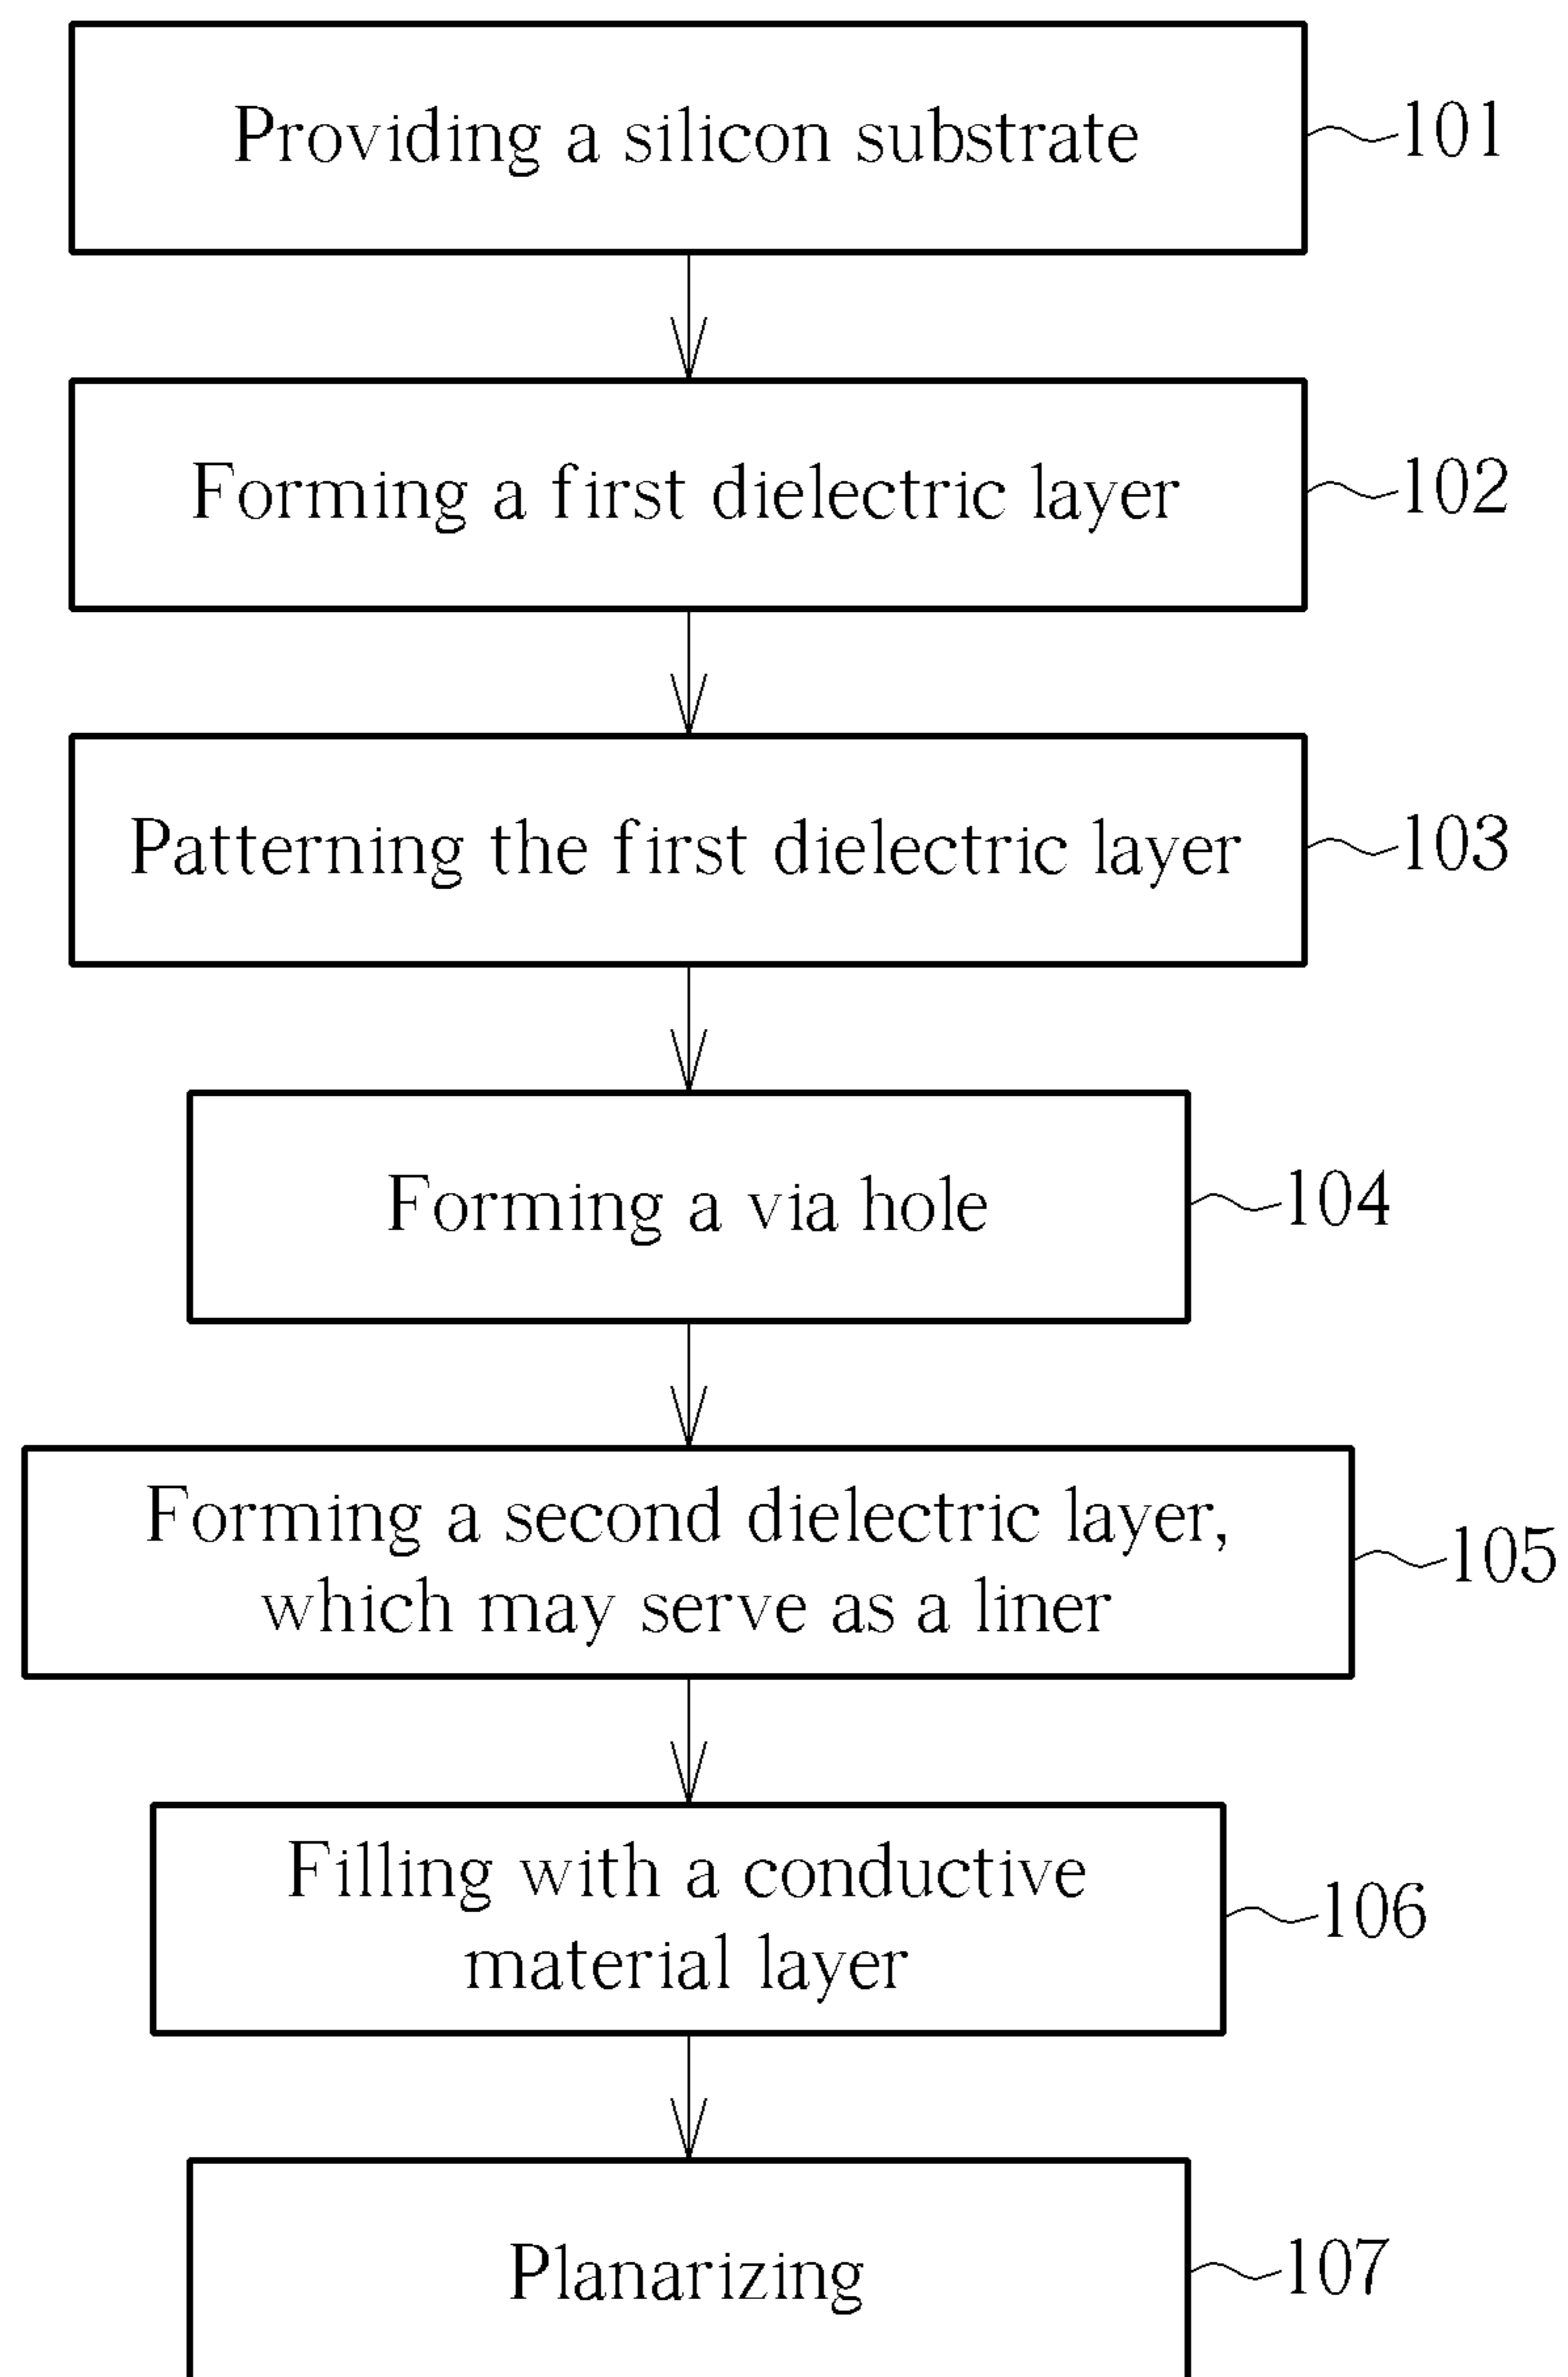 Providing a silicon substrate 101
Forming a first dielectric layer 102
Patterning the first dielectric layer 103
Forming a via hole 104
Forming a second dielectric layer,
which may serve as a liner
105
Filling with a conductive
material layer
106
Planarizing 107